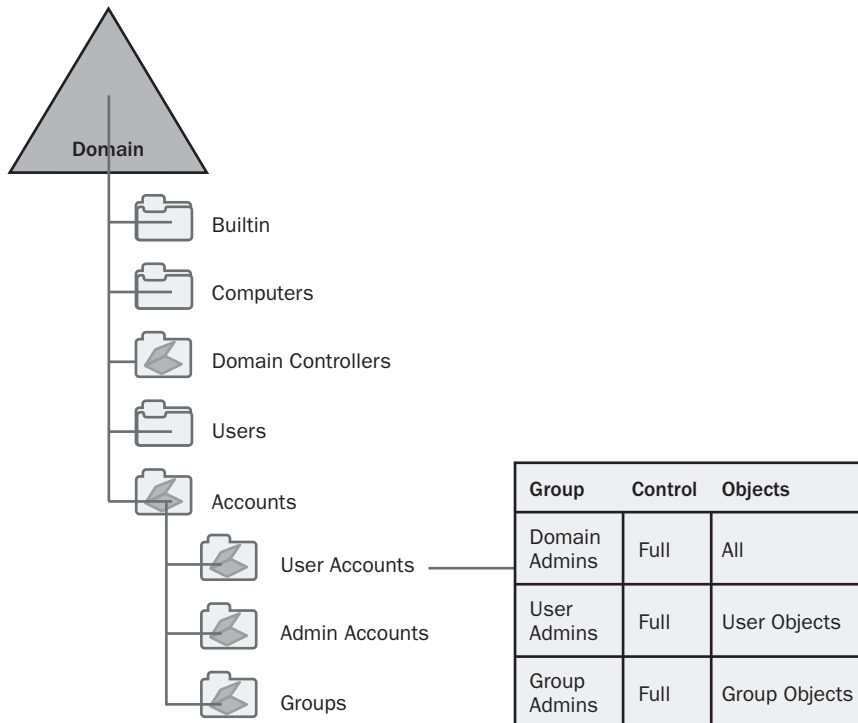 Domain
Builtin
Computers
Domain Controllers
Users
Accounts
User Accounts
Admin Accounts
Groups
Group Control Objects
Domain
Admins
Full
All
User
Admins
Full
User Objects
Group
Admins
Full
Group Objects